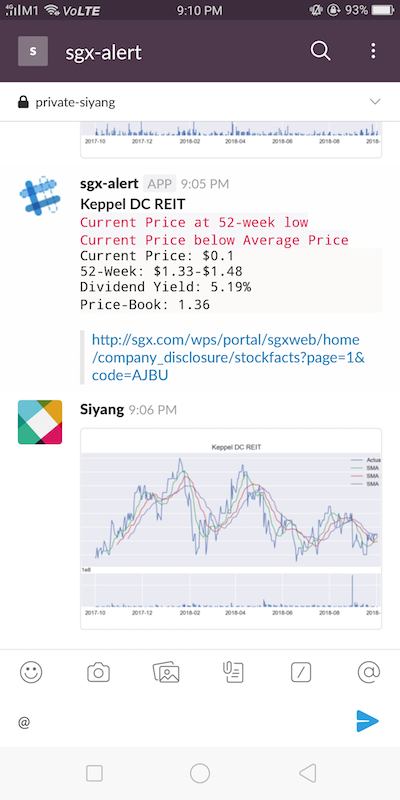 4G M1 VoLTE 9:10 PM 93%
S sgx-alert
private-siyang
2017-10 2017-12 2018-02 2018-04 2018-06 2018-08 2018-
sgx-alert APP 9:05 PM
Keppel DC REIT
Current Price at 52-week low
Current Price below Average Price
Current Price: $0.1
52-Week: $1.33-$1.48
Dividend Yield: 5.19%
Price-Book: 1.36
http://sgx.com/wps/portal/sgxweb/home
/company_disclosure/stockfacts?page=1&
code=AJBU
Siyang 9:06 PM
Keppel DC REIT
Actua
SMA
SMA
SMA
1e8
2017-10 2017-12 2018-02 2018-04 2018-06 2018-08 2018-
@